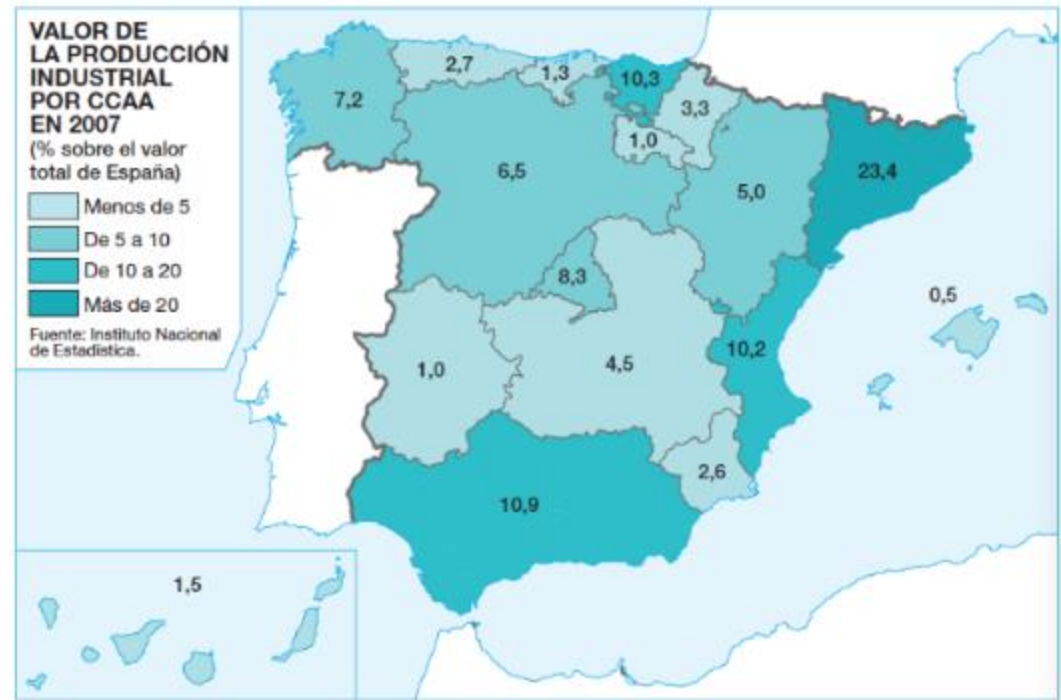 VALOR DE
LA PRODUCCIÓN
INDUSTRIAL
POR CCAA
EN 2007
(% sobre el valor
total de España)
Menos de 5
De 5 a 10
De 10 a 20
Más de 20
Fuente: Instituto Nacional
de Estadística.
2,7
1,3
10,3
7,2
3,3
1,0
6,5
5,0
23,4
8,3
0,5
10,2
1,0
4,5
2,6
10,9
1,5